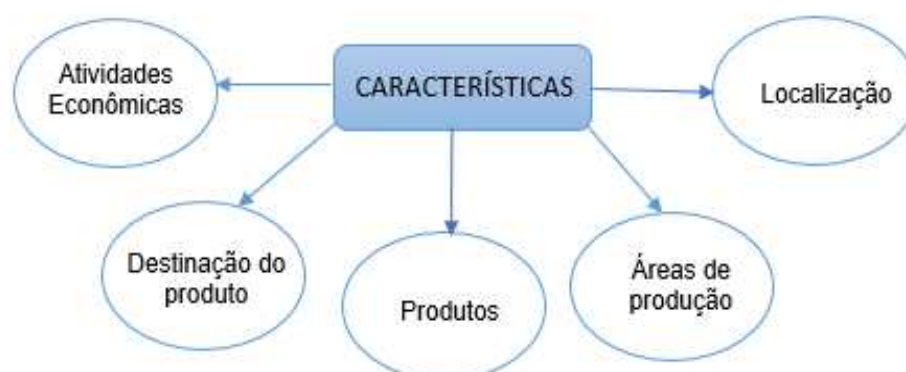 CARACTERÍSTICAS
Atividades
Econômicas
Localização
Destinação do
produto
Produtos
Áreas de
produção